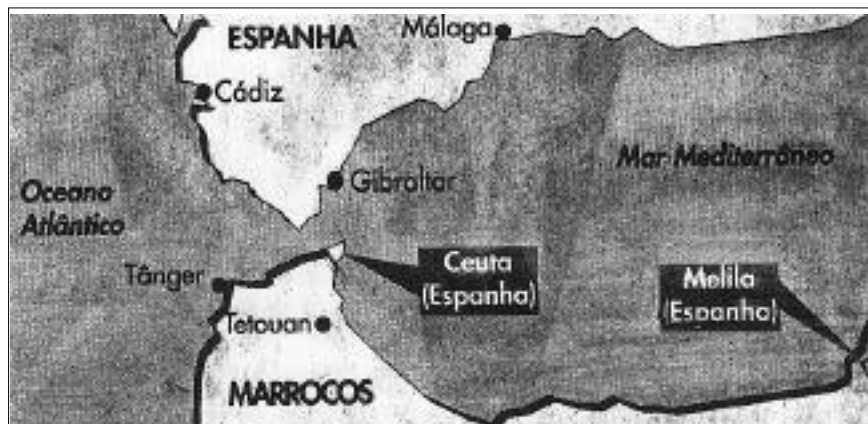 ESPANHA
Málaga
Cádiz
Mar Mediterrâneo
Gibraltar
Oceano
Atlântico
Ceuta
(Espanha)
Tânger
Melila
(Espanha)
Tetouan
MARROCOS